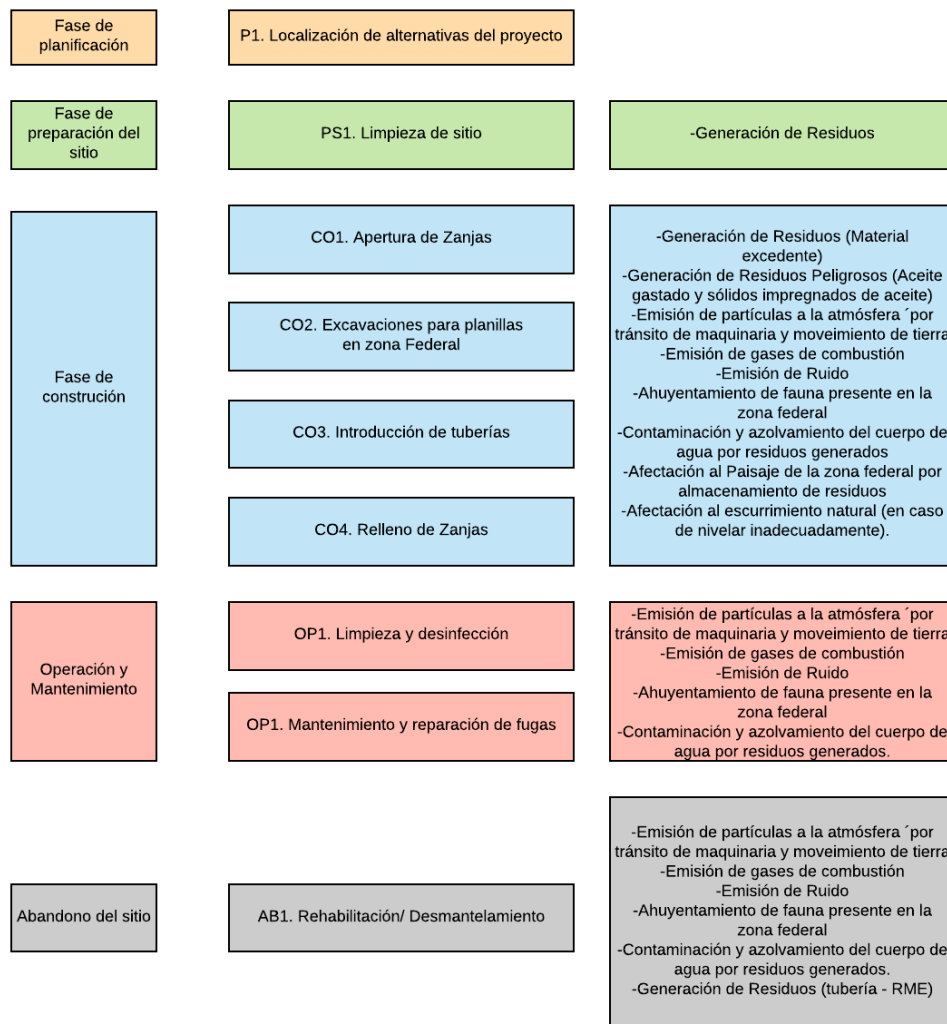 Fase de
planificación
P1. Localización de alternativas del proyecto
Fase de
preparación del
sitio
PS1. Limpieza de sitio
-Generación de Residuos
Fase de
construción
CO1. Apertura de Zanjas
CO2. Excavaciones para planillas
en zona Federal
CO3. Introducción de tuberías
CO4. Relleno de Zanjas
-Generación de Residuos (Material
excedente)
-Generación de Residuos Peligrosos (Aceite
gastado y sólidos impregnados de aceite)
-Emisión de partículas a la atmósfera ´por
tránsito de maquinaria y moveimiento de tierra
-Emisión de gases de combustión
-Emisión de Ruido
-Ahuyentamiento de fauna presente en la
zona federal
-Contaminación y azolvamiento del cuerpo de
agua por residuos generados
-Afectación al Paisaje de la zona federal por
almacenamiento de residuos
-Afectación al escurrimiento natural (en caso
de nivelar inadecuadamente).
Operación y
Mantenimiento
OP1. Limpieza y desinfección
OP1. Mantenimiento y reparación de fugas
-Emisión de partículas a la atmósfera ´por
tránsito de maquinaria y moveimiento de tierra
-Emisión de gases de combustión
-Emisión de Ruido
-Ahuyentamiento de fauna presente en la
zona federal
-Contaminación y azolvamiento del cuerpo de
agua por residuos generados.
Abandono del sitio
AB1. Rehabilitación/ Desmantelamiento
-Emisión de partículas a la atmósfera ´por
tránsito de maquinaria y moveimiento de tierra
-Emisión de gases de combustión
-Emisión de Ruido
-Ahuyentamiento de fauna presente en la
zona federal
-Contaminación y azolvamiento del cuerpo de
agua por residuos generados.
-Generación de Residuos (tubería - RME)